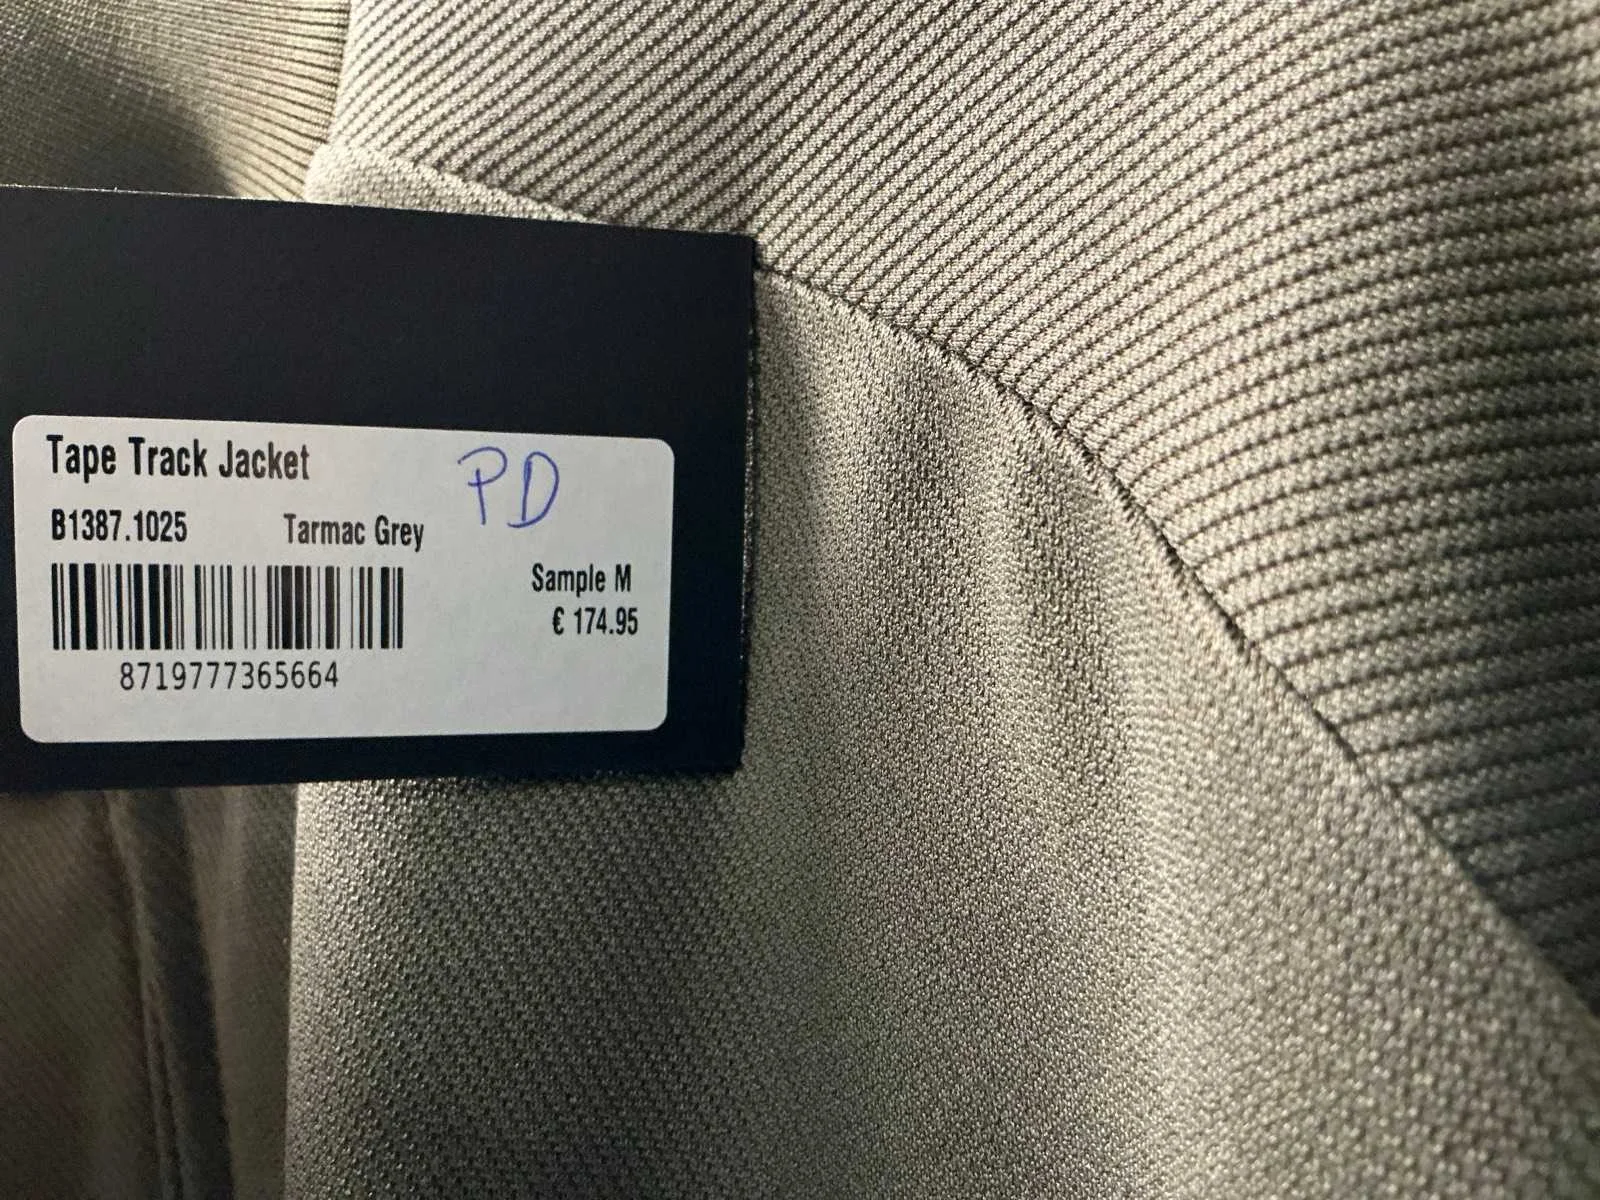 Tape Track Jacket
PD
B1387.1025 Tarmac Grey
Sample M
€ 174.95
8719777365664